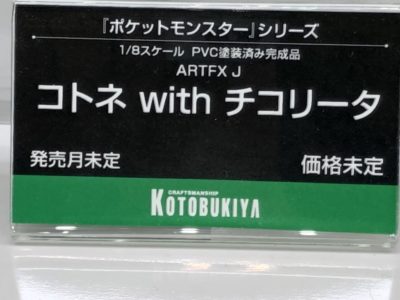 『ポケットモンスター』シリーズ
1/8スケール PVC塗装済み完成品
ARTFX J
コトネ with チコリータ
発売月未定 価格未定
CRAFTSMANSHIP
KOTOBUKIYA